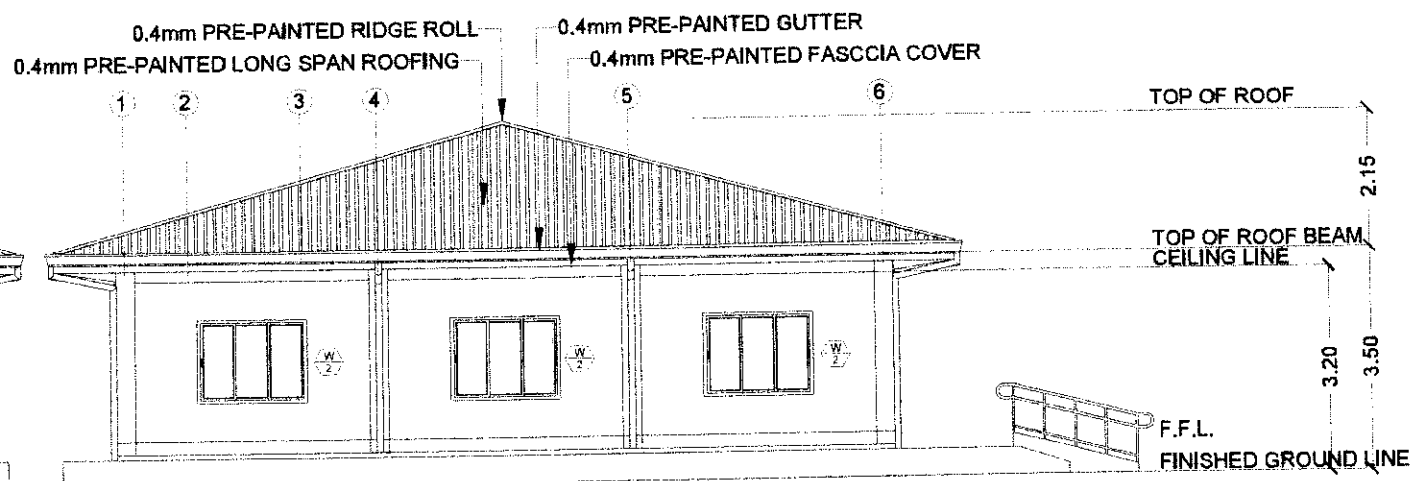 0.4mm PRE-PAINTED RIDGE ROLL
0.4mm PRE-PAINTED GUTTER
0.4mm PRE-PAINTED LONG SPAN ROOFING
0.4mm PRE-PAINTED FASCCIA COVER
1
2
3
4
5
6
TOP OF ROOF
2.15
TOP OF ROOF BEAM
CEILING LINE
W
2
W
2
W
2
3.20
3.50
F.F.L.
FINISHED GROUND LINE